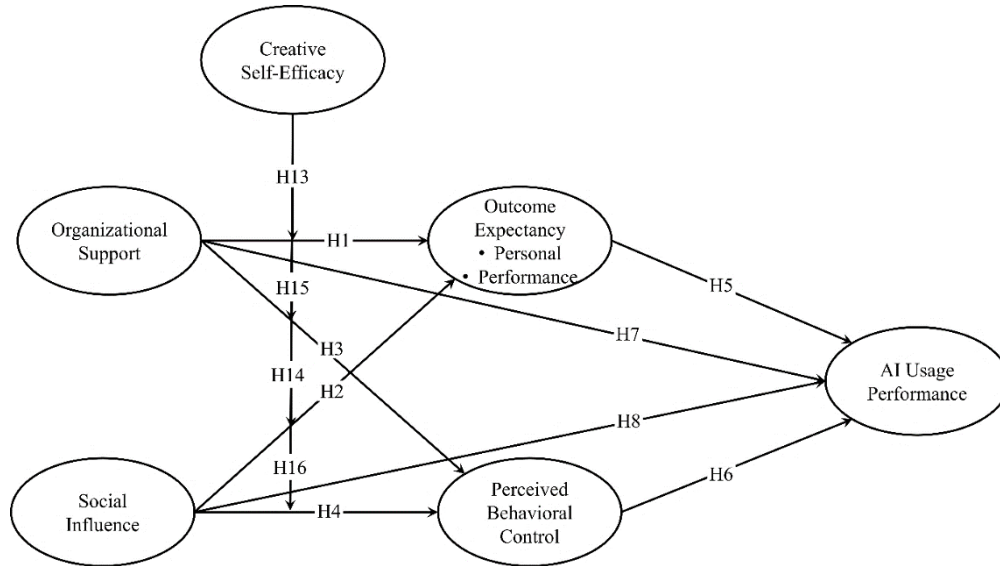 Creative
Self-Efficacy
H13
Organizational
Support
H1
Outcome
Expectancy
• Personal
• Performance
H15
H5
H7
H3
H14
H2
AI Usage
Performance
H8
H16
H6
Social
Influence
H4
Perceived
Behavioral
Control